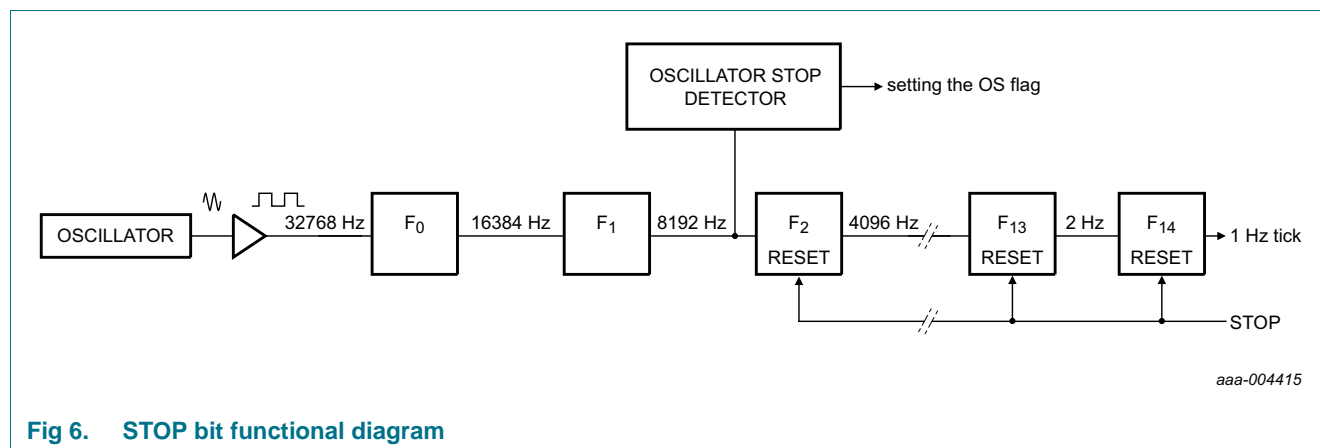 OSCILLATOR STOP
DETECTOR
setting the OS flag
OSCILLATOR
32768 Hz
F0
16384 Hz
F1
8192 Hz
F2
RESET
4096 Hz
F13
RESET
2 Hz
F14
RESET
1 Hz tick
STOP
aaa-004415
Fig 6. STOP bit functional diagram